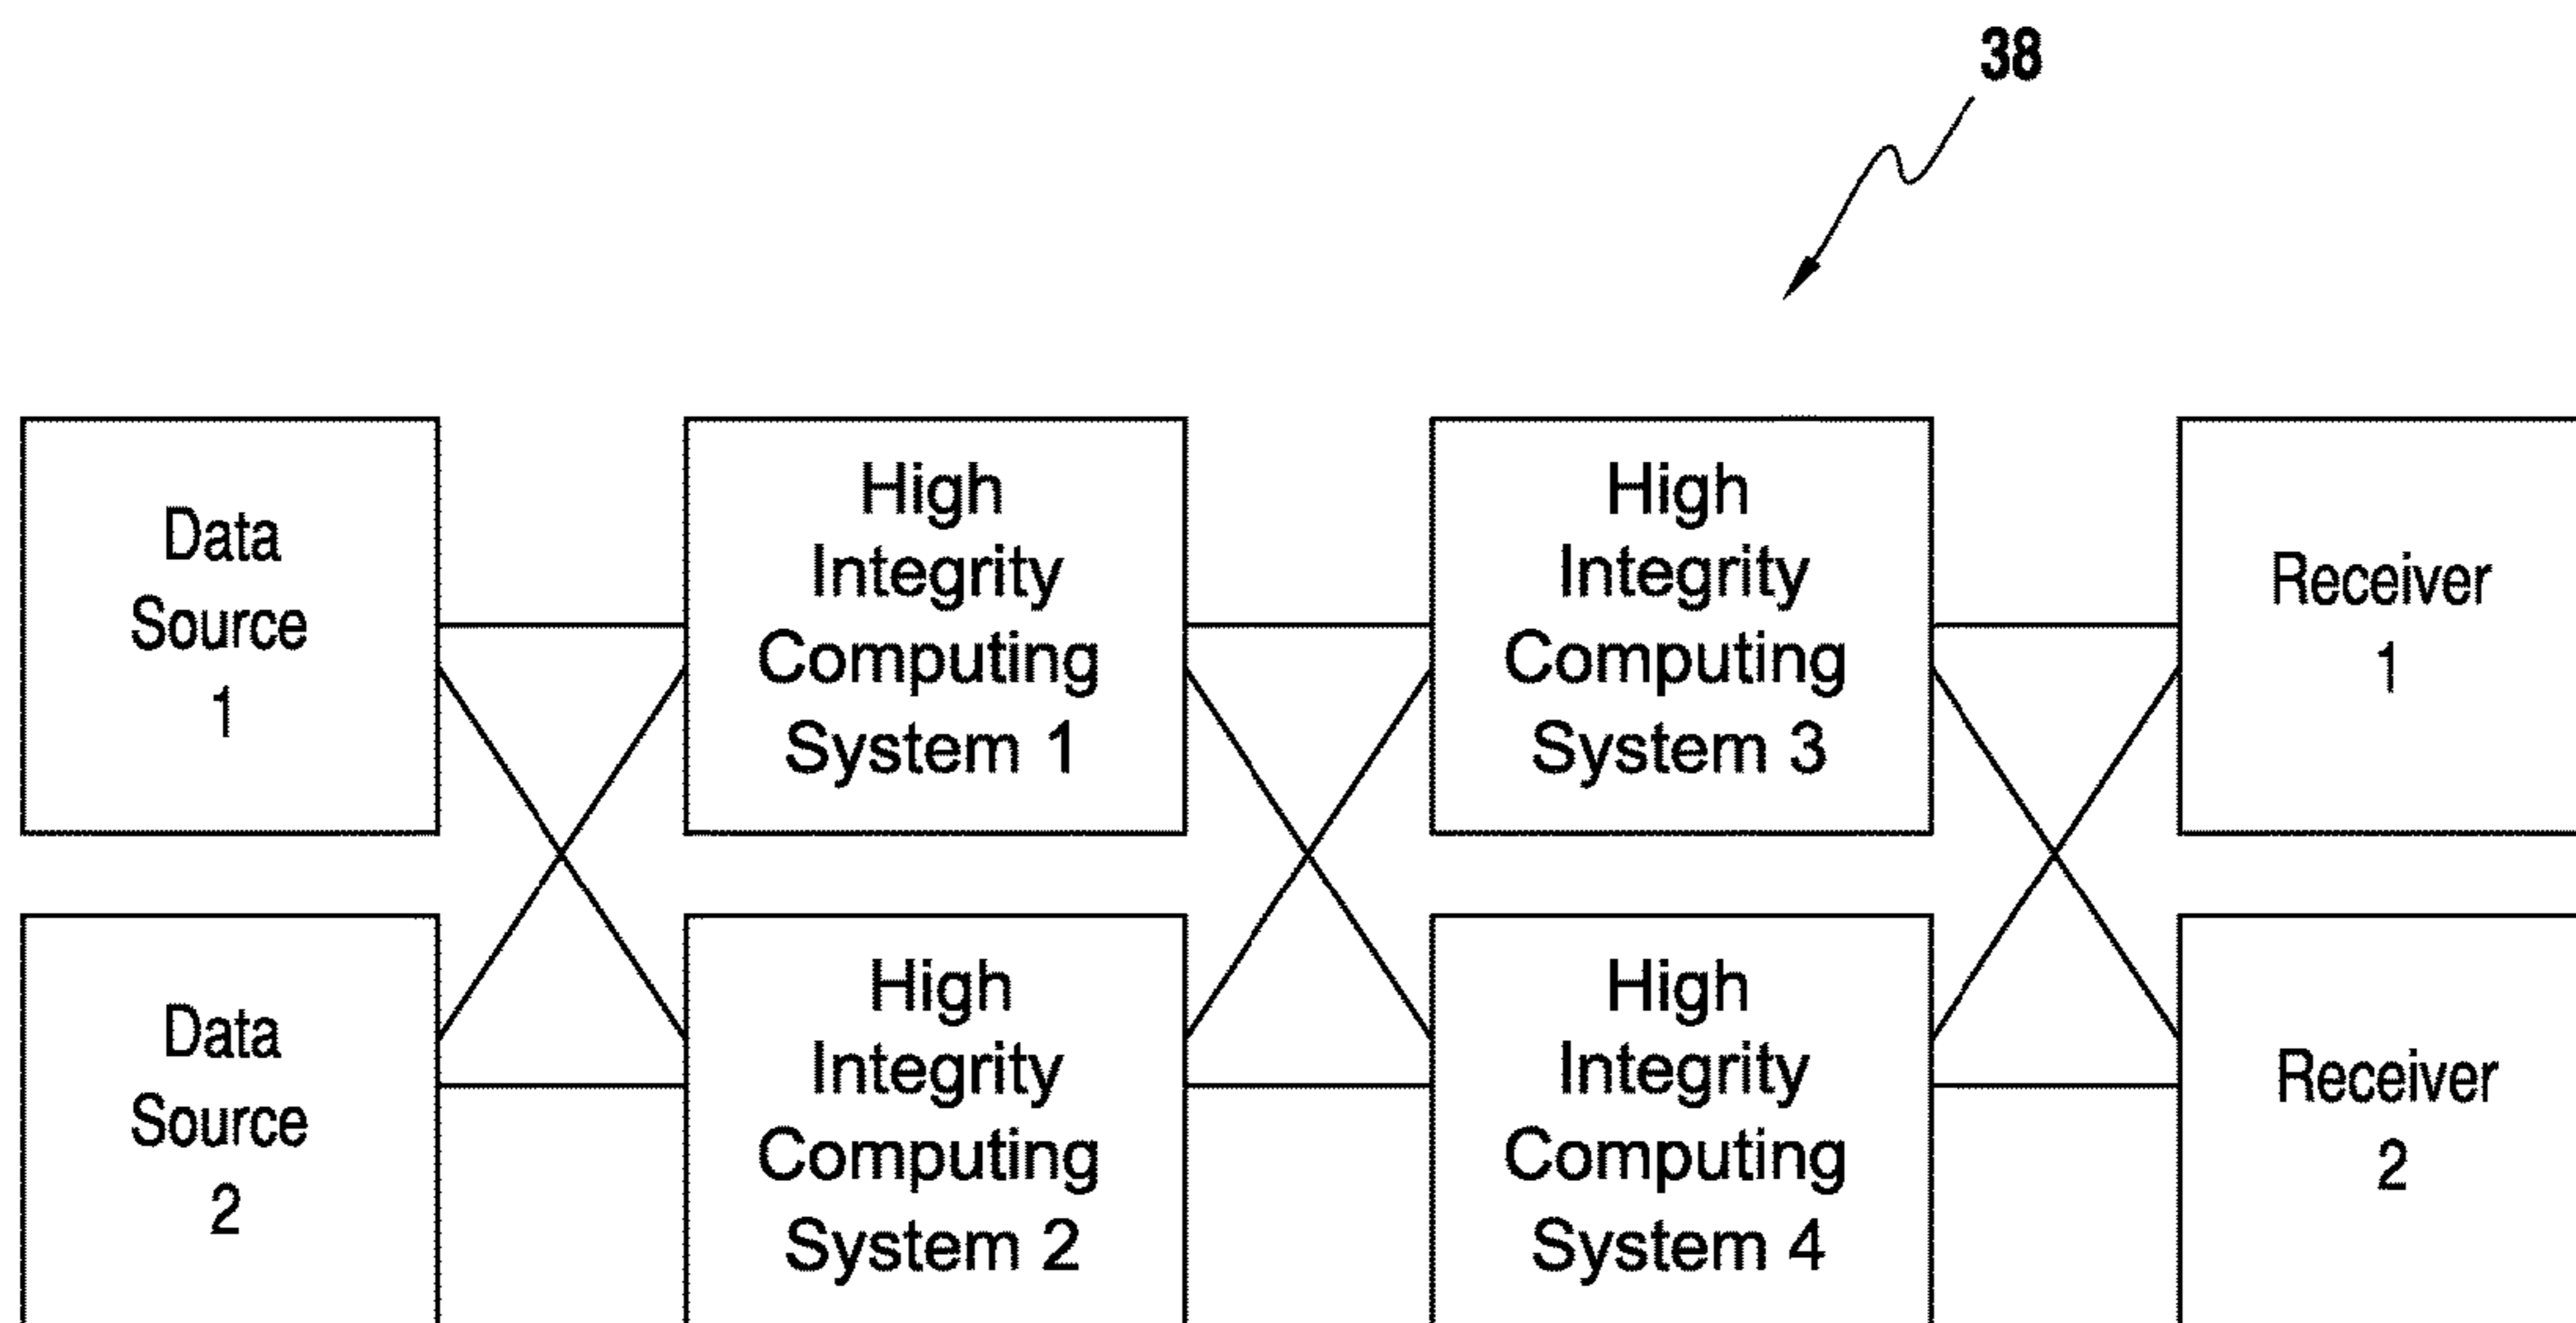 38
Data
Source
1
High
Integrity
Computing
System 1
High
Integrity
Computing
System 3
Receiver
1
Data
Source
2
High
Integrity
Computing
System 2
High
Integrity
Computing
System 4
Receiver
2